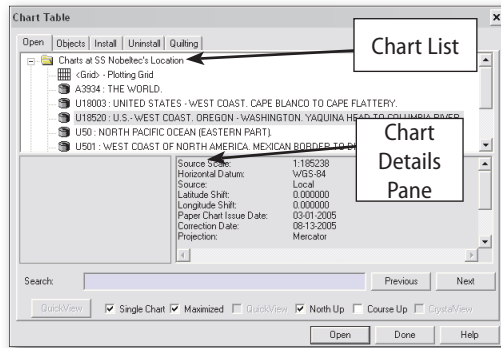 Chart Table
Open Objects Install Uninstall Quilting
Chart List
Charts at SS Nobeltec's Location
<Grid> - Plotting Grid
A3934 : THE WORLD.
U18003 : UNITED STATES - WEST COAST. CAPE BLANCO TO CAPE FLATTERY.
U18520 : U.S.- WEST COAST. OREGON - WASHINGTON. YAQUINA HEAD TO COLUMBIA RIVER.
U50 : NORTH PACIFIC OCEAN (EASTERN PART).
U501 : WEST COAST OF NORTH AMERICA. MEXICAN BORDER TO
Chart
Details
Pane
Source Scale: 1:185238
Horizontal Datum: WGS-84
Source: Local
Latitude Shift: 0.000000
Longitude Shift: 0.000000
Paper Chart Issue Date: 03-01-2005
Correction Date: 08-13-2005
Projection: Mercator
Search: Previous Next
QuickView Single Chart Maximized QuickView North Up Course Up CrystalView
Open Done Help